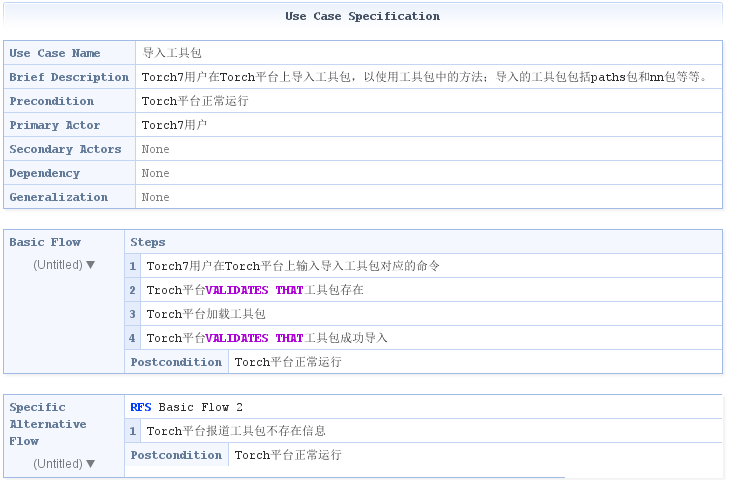 Use Case Specification
Use Case Name 导入工具包
Brief Description Torch7用户在Torch平台上导入工具包，以使用工具包中的方法；导入的工具包包括paths包和nn包等等。
Precondition Torch平台正常运行
Primary Actor Torch7用户
Secondary Actors None
Dependency None
Generalization None
Basic Flow Steps
(Untitled) ▼
1 Torch7用户在Torch平台上输入导入工具包对应的命令
2 Troch平台VALIDATES THAT工具包存在
3 Torch平台加载工具包
4 Torch平台VALIDATES THAT工具包成功导入
Postcondition Torch平台正常运行
Specific Alternative Flow
(Untitled) ▼
RFS Basic Flow 2
1 Torch平台报道工具包不存在信息
Postcondition Torch平台正常运行